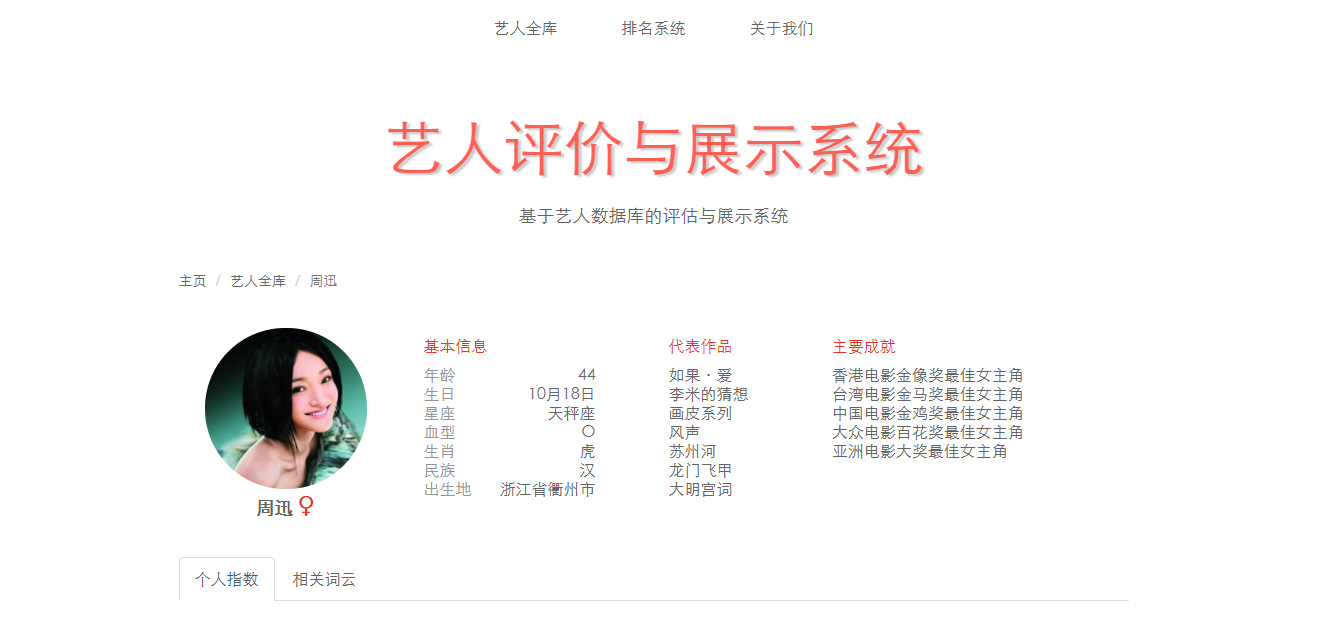 艺人全库 排名系统 关于我们
艺人评价与展示系统
基于艺人数据库的评估与展示系统
主页 / 艺人全库 / 周迅
基本信息
年龄 44
生日 10月18日
星座 天秤座
血型 O
生肖 虎
民族 汉
出生地 浙江省衢州市
代表作品
如果·爱
李米的猜想
画皮系列
风声
苏州河
龙门飞甲
大明宫词
主要成就
香港电影金像奖最佳女主角
台湾电影金马奖最佳女主角
中国电影金鸡奖最佳女主角
大众电影百花奖最佳女主角
亚洲电影大奖最佳女主角
周迅 ♀
个人指数 相关词云